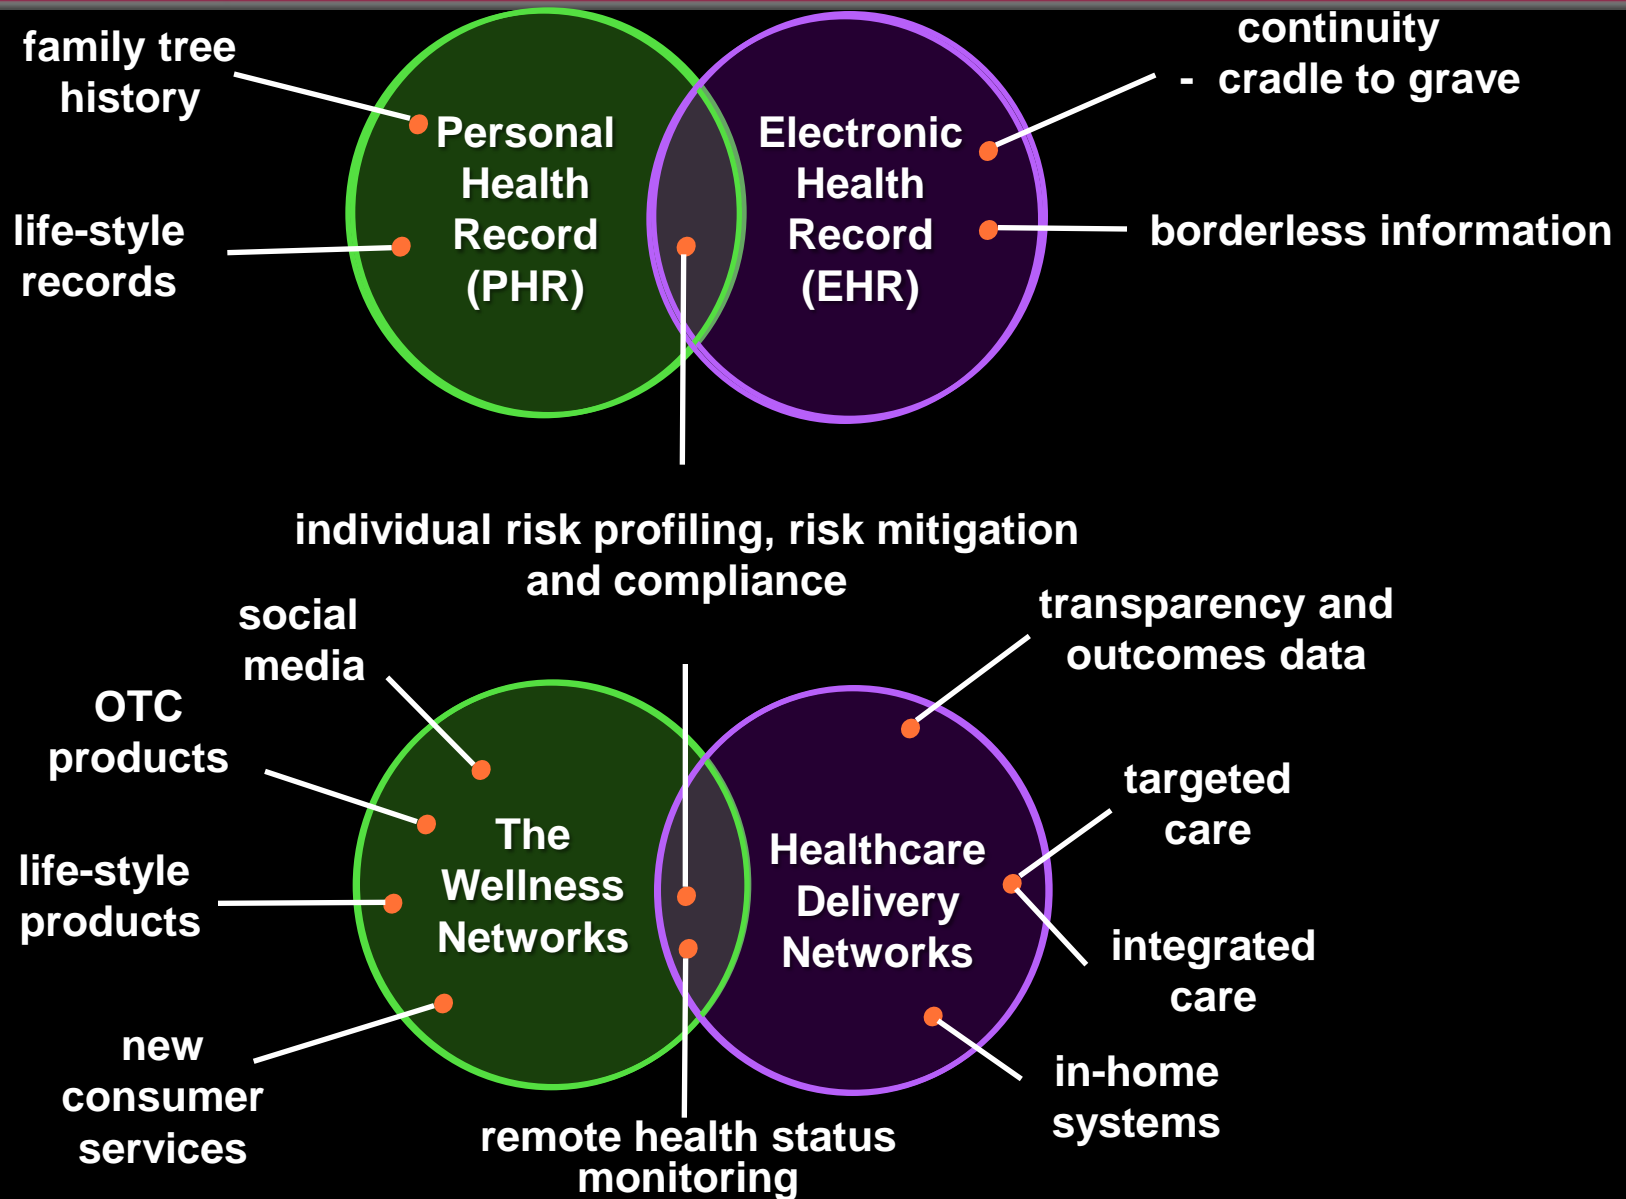 family tree
history
life-style
records
Personal
Health
Record
(PHR)
Electronic
Health
Record
(EHR)
continuity
- cradle to grave
borderless information
individual risk profiling, risk mitigation
and compliance
social
media
OTC
products
life-style
products
new
consumer
services
The
Wellness
Networks
Healthcare
Delivery
Networks
transparency and
outcomes data
targeted
care
integrated
care
in-home
systems
remote health status
monitoring